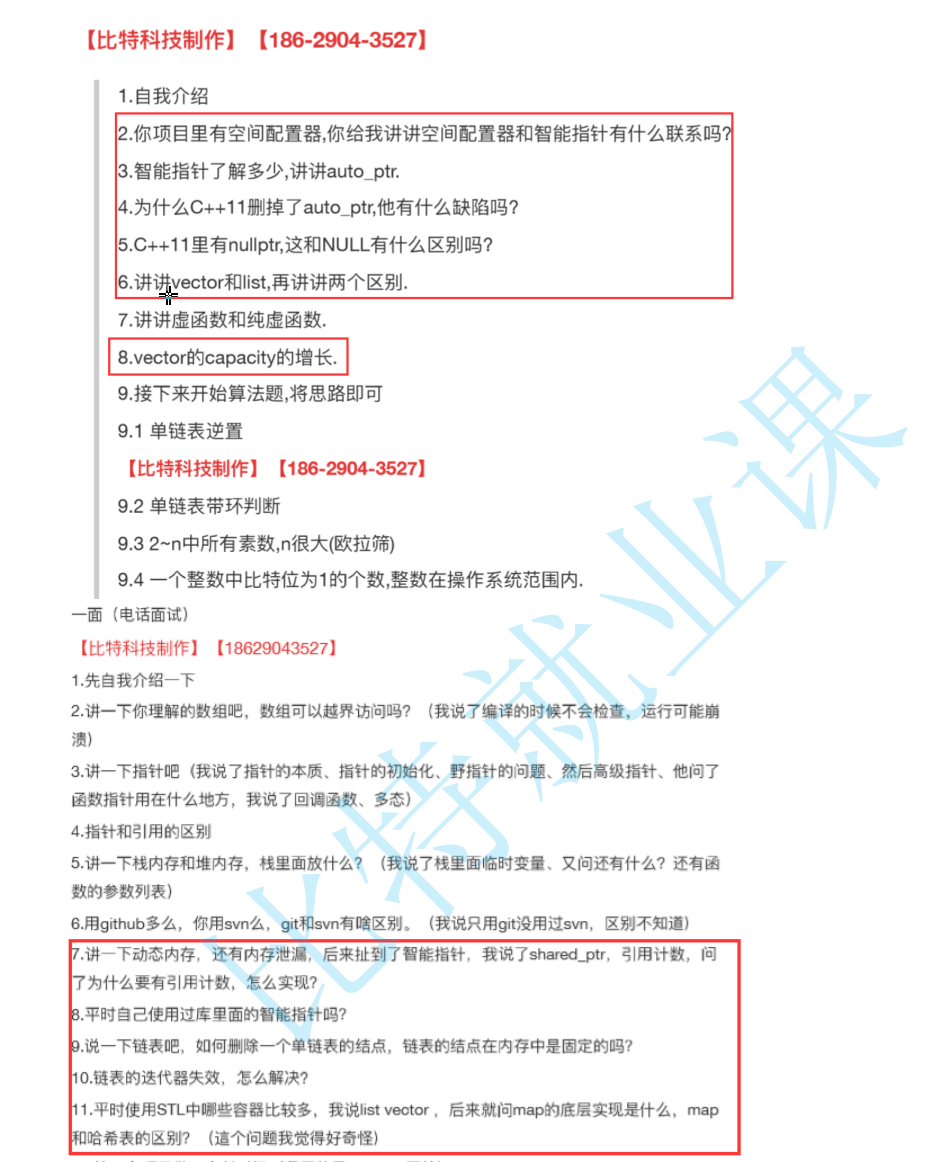 【比特科技制作】【186-2904-3527】
1.自我介绍
2.你项目里有空间配置器,你给我讲讲空间配置器和智能指针有什么联系吗?
3.智能指针了解多少,讲讲auto_ptr.
4.为什么C++11删掉了auto_ptr,他有什么缺陷吗?
5.C++11里有nullptr,这和NULL有什么区别吗?
6.讲讲vector和list,再讲讲两个区别.
7.讲讲虚函数和纯虚函数.
8.vector的capacity的增长.
9.接下来开始算法题,将思路即可
9.1 单链表逆置
【比特科技制作】【186-2904-3527】
9.2 单链表带环判断
9.3 2~n中所有素数,n很大(欧拉筛)
9.4 一个整数中比特位为1的个数,整数在操作系统范围内.
一面（电话面试）
【比特科技制作】【18629043527】
1.先自我介绍一下
2.讲一下你理解的数组吧，数组可以越界访问吗？（我说了编译的时候不会检查，运行可能崩
溃）
3.讲一下指针吧（我说了指针的本质、指针的初始化、野指针的问题、然后高级指针、他问了
函数指针用在什么地方，我说了回调函数、多态）
4.指针和引用的区别
5.讲一下栈内存和堆内存，栈里面放什么？（我说了栈里面临时变量、又问还有什么？还有函
数的参数列表）
6.用github多么，你用svn么，git和svn有啥区别。（我说只用git没用过svn，区别不知道）
7.讲一下动态内存，还有内存泄漏，后来扯到了智能指针，我说了shared_ptr，引用计数，问
了为什么要有引用计数，怎么实现？
8.平时自己使用过库里面的智能指针吗？
9.说一下链表吧，如何删除一个单链表的结点，链表的结点在内存中是固定的吗？
10.链表的迭代器失效，怎么解决？
11.平时使用STL中哪些容器比较多，我说list vector ，后来就问map的底层实现是什么，map
和哈希表的区别？（這个问题我觉得好奇怪）
比特就业课